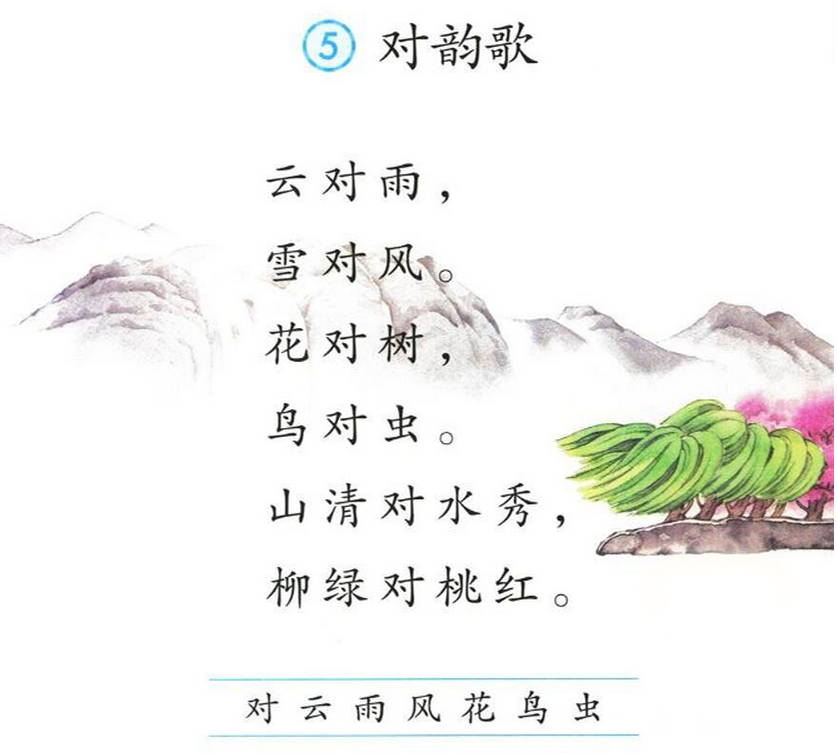 5 对韵歌
云对雨，
雪对风。
花对树，
鸟对虫。
山清对水秀，
柳绿对桃红。
对云雨风花鸟虫